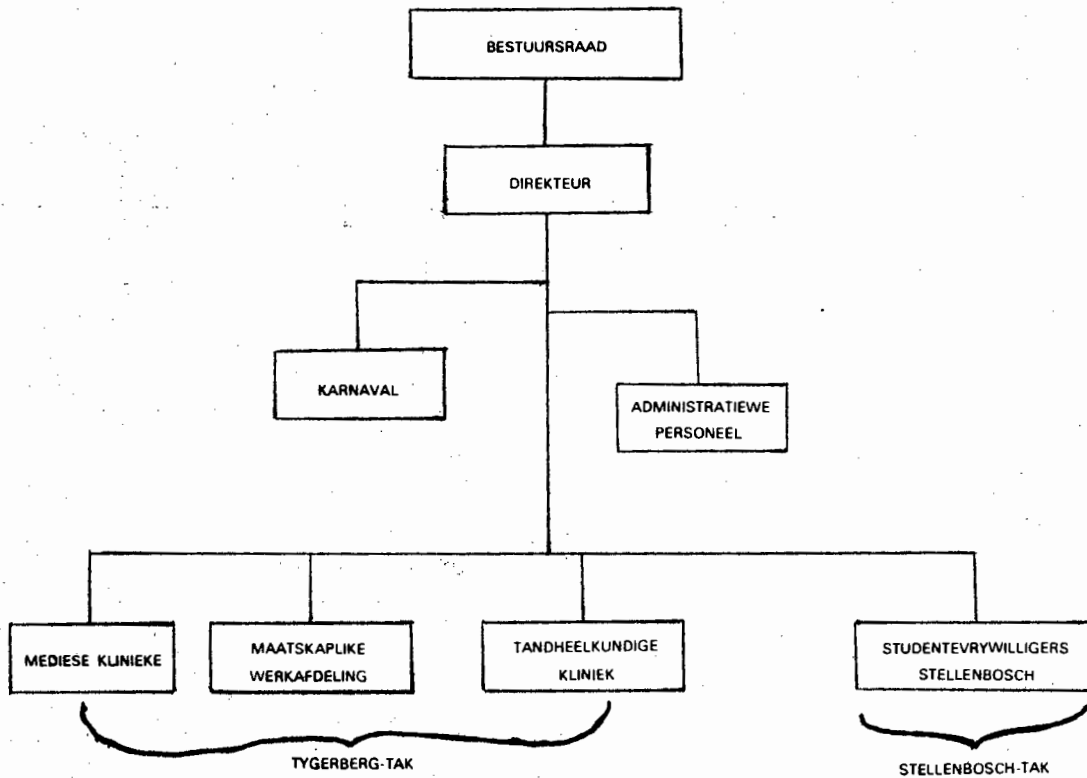 BESTUURSRAAD
DIREKTEUR
KARNAVAL
ADMINISTRATIEWE
PERSONEEL
MEDIESE KLINIEKE
MAATSKAPLIKE
WERKAFDELING
TANDHEELKUNDIGE
KLINIEK
STUDENTEVRYWILLIGERS
STELLENBOSCH
TYGERBERG-TAK
STELLENBOSCH-TAK